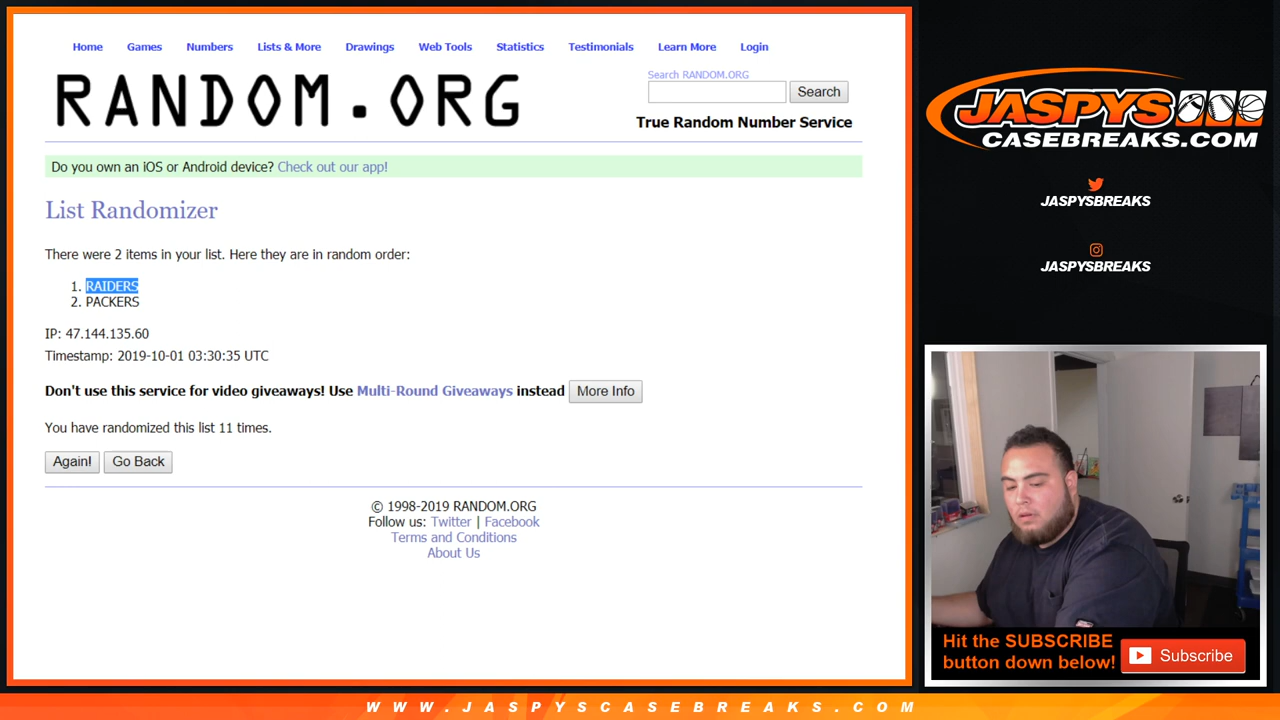 Home Games Numbers Lists & More Drawings Web Tools Statistics Testimonials Learn More Login
RANDOM.ORG
Search RANDOM.ORG
Search
True Random Number Service
Do you own an iOS or Android device? Check out our app!
List Randomizer
There were 2 items in your list. Here they are in random order:
1. RAIDERS
2. PACKERS
IP: 47.144.135.60
Timestamp: 2019-10-01 03:30:35 UTC
Don't use this service for video giveaways! Use Multi-Round Giveaways instead More Info
You have randomized this list 11 times.
Again! Go Back
© 1998-2019 RANDOM.ORG
Follow us: Twitter | Facebook
Terms and Conditions
About Us
JASPYS
CASEBREAKS.COM
JASPYSBREAKS
JASPYSBREAKS
Hit the SUBSCRIBE
button down below!
Subscribe
WWW.JASPYSCASEBREAKS.COM